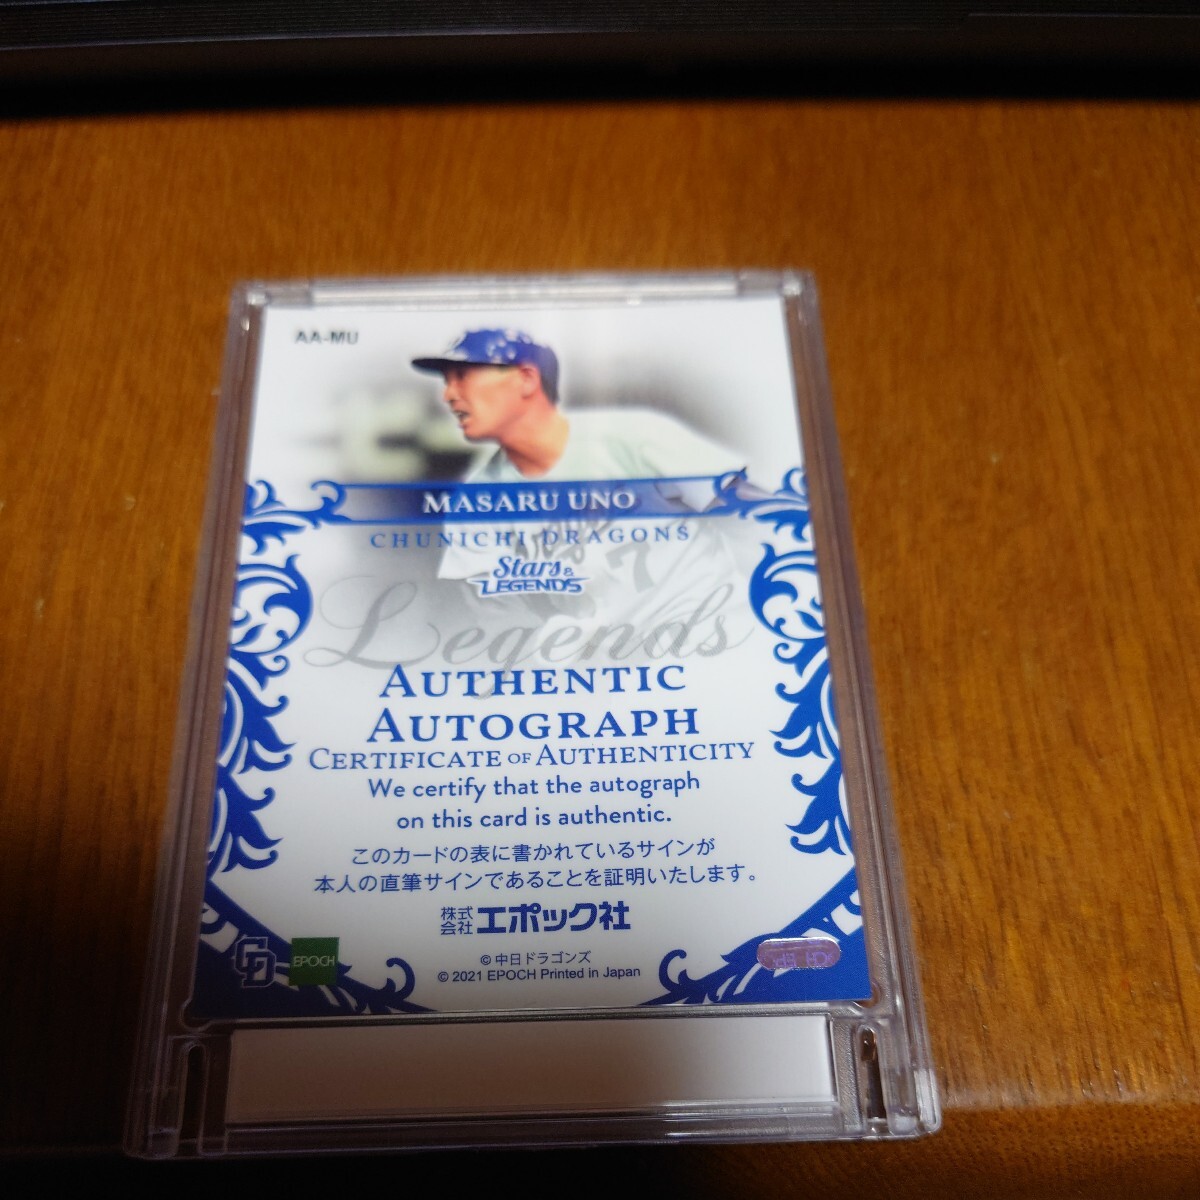 AA-MU
MASARU UNO
CHUNICHI DRAGONS
Stars &
LEGENDS
7
Legends
AUTHENTIC
AUTOGRAPH
CERTIFICATE OF AUTHENTICITY
We certify that the autograph
on this card is authentic.
このカードの表に書かれているサインが
本人の直筆サインであることを証明いたします。
株式会社 エポック社
CD EPOCH
© 中日ドラゴンズ
© 2021 EPOCH Printed in Japan